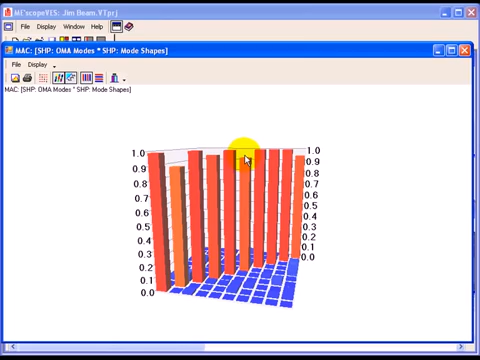 ME'scopeVES: Jim Beam.VTprj
File Display Window Help
MAC: [SHP: OMA Modes * SHP: Mode Shapes]
File Display
MAC: [SHP: OMA Modes * SHP: Mode Shapes]
1.0 1.0
0.9 0.9
0.8 0.8
0.7 0.7
0.6 0.6
0.5 0.5
0.4 0.4
0.3 0.3
0.2 0.2
0.1 0.1
0.0 0.0